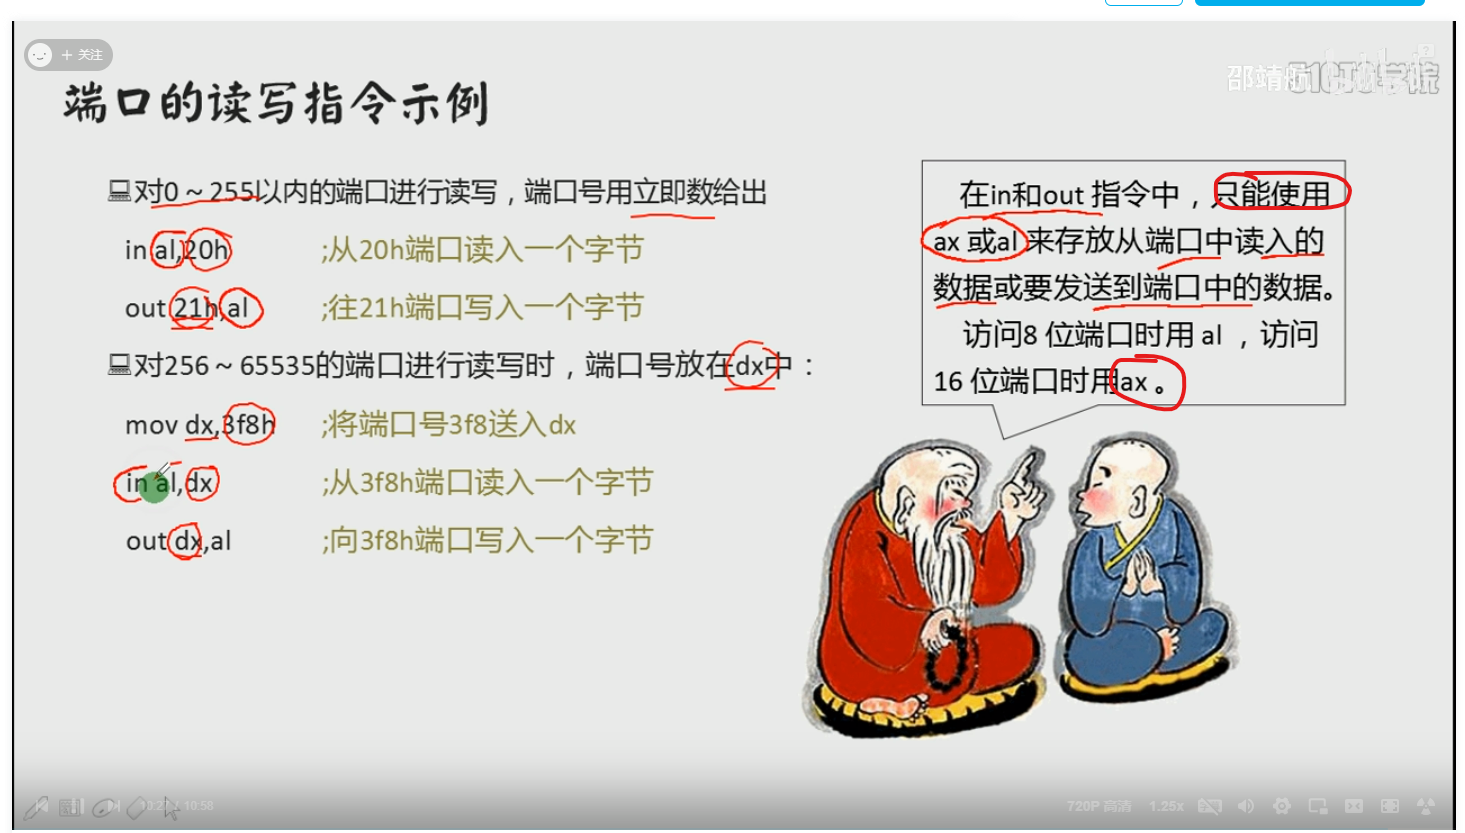 + 关注
邵靖航
端口的读写指令示例
对0～255以内的端口进行读写，端口号用立即数给出
in al,20h ;从20h端口读入一个字节
out 21h,al ;往21h端口写入一个字节
对256～65535的端口进行读写时，端口号放在dx中：
mov dx,3f8h ;将端口号3f8送入dx
in al,dx ;从3f8h端口读入一个字节
out dx,al ;向3f8h端口写入一个字节
在in和out 指令中，只能使用
ax 或al 来存放从端口中读入的
数据或要发送到端口中的数据。
访问8 位端口时用 al ，访问
16 位端口时用ax 。
10:27 / 10:58
720P 高清 1.25x